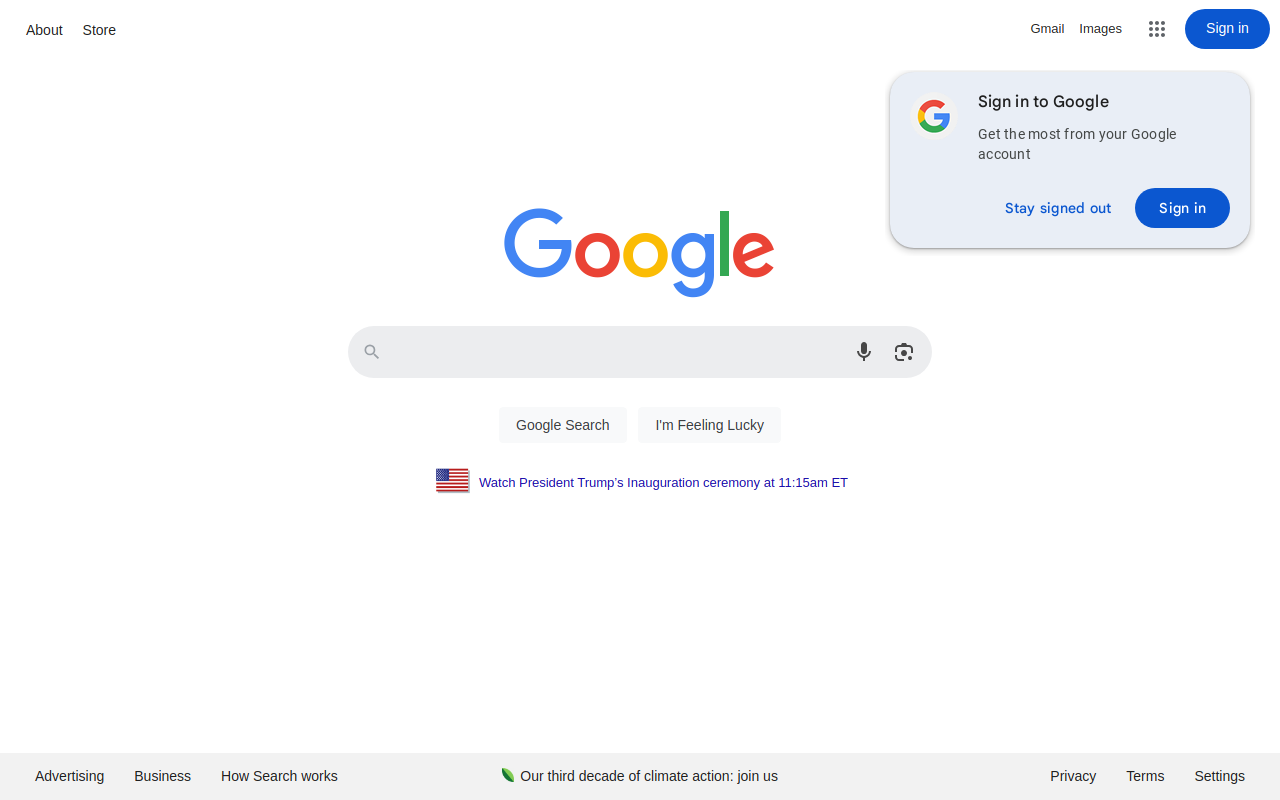 About
Store
Gmail
Images
Sign in
Sign in to Google
Get the most from your Google
account
Stay signed out
Sign in
Google
Google Search
I'm Feeling Lucky
Watch President Trump’s Inauguration ceremony at 11:15am ET
Advertising
Business
How Search works
Our third decade of climate action: join us
Privacy
Terms
Settings